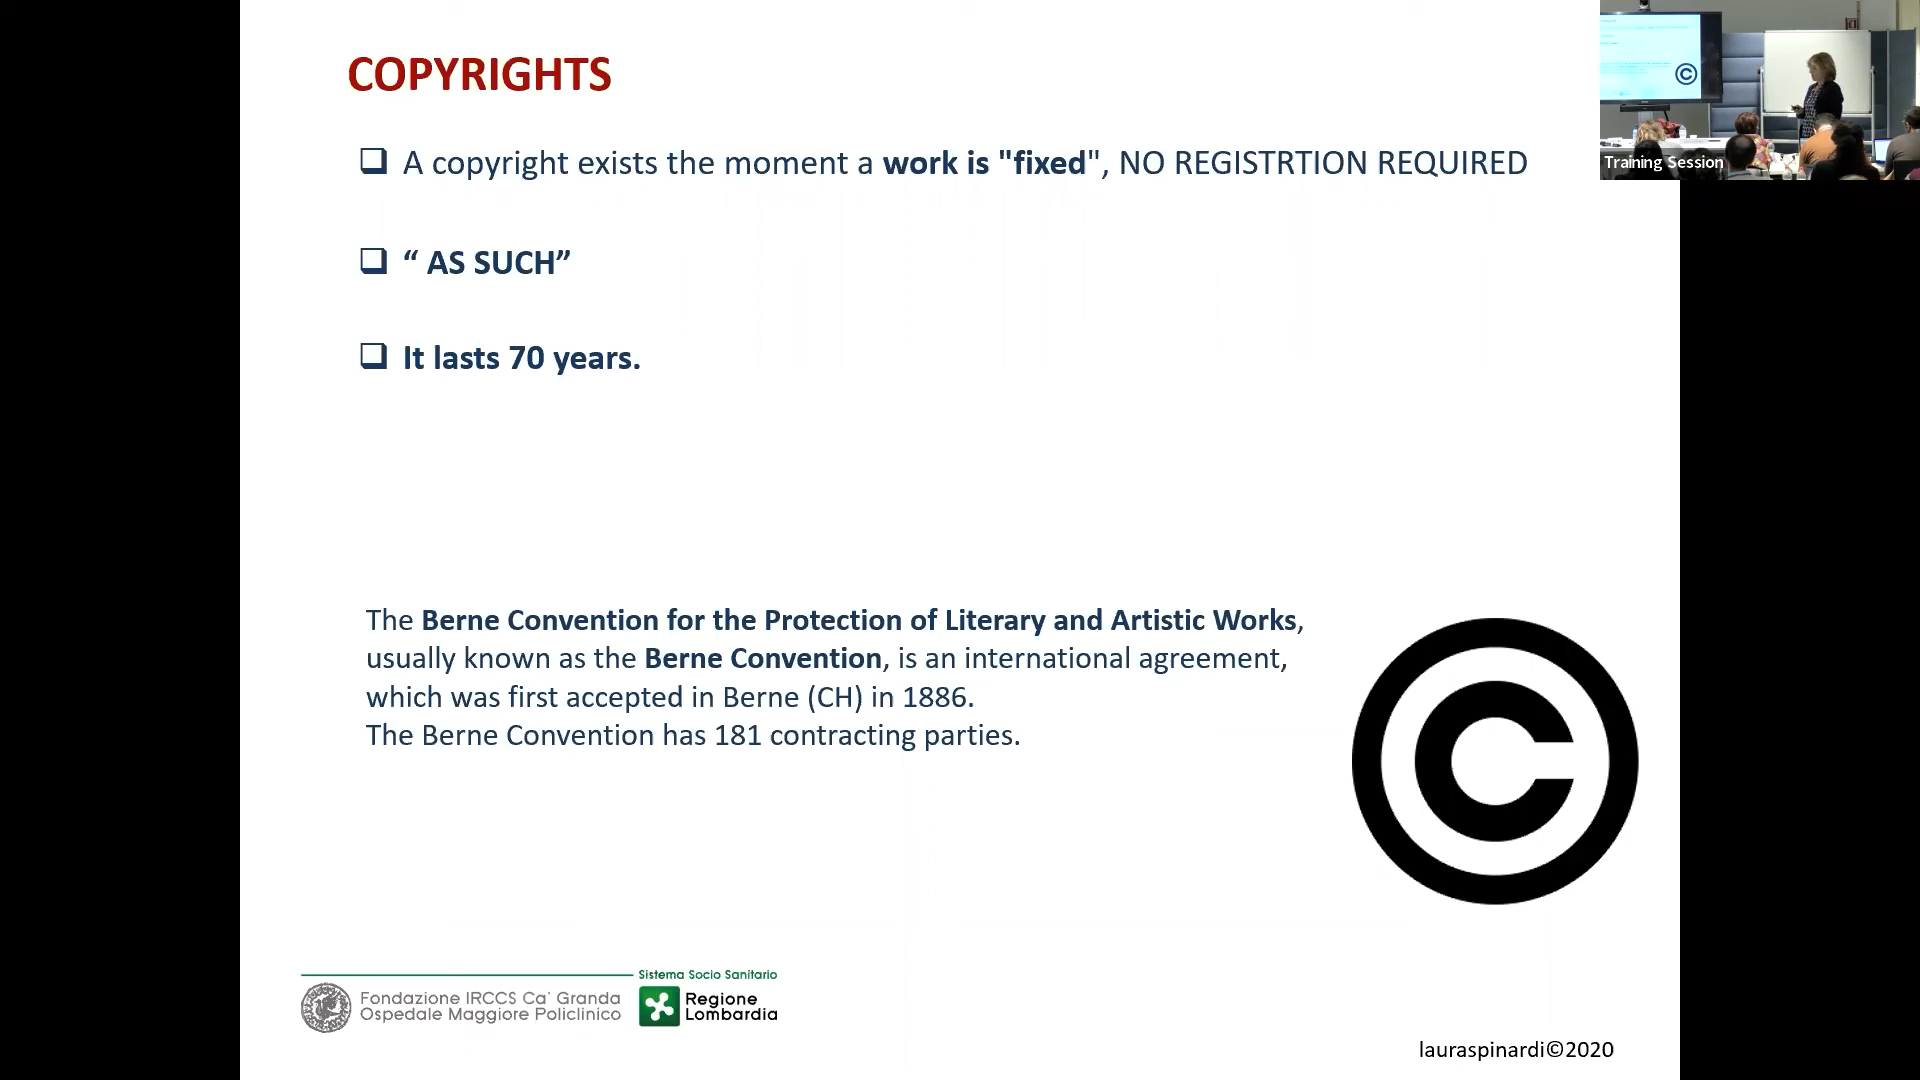 COPYRIGHTS
A copyright exists the moment a work is "fixed", NO REGISTRTION REQUIRED
“ AS SUCH”
It lasts 70 years.
The Berne Convention for the Protection of Literary and Artistic Works,
usually known as the Berne Convention, is an international agreement,
which was first accepted in Berne (CH) in 1886.
The Berne Convention has 181 contracting parties.
Sistema Socio Sanitario
Fondazione IRCCS Ca' Granda
Ospedale Maggiore Policlinico
Regione
Lombardia
lauraspinardi©2020
Training Session